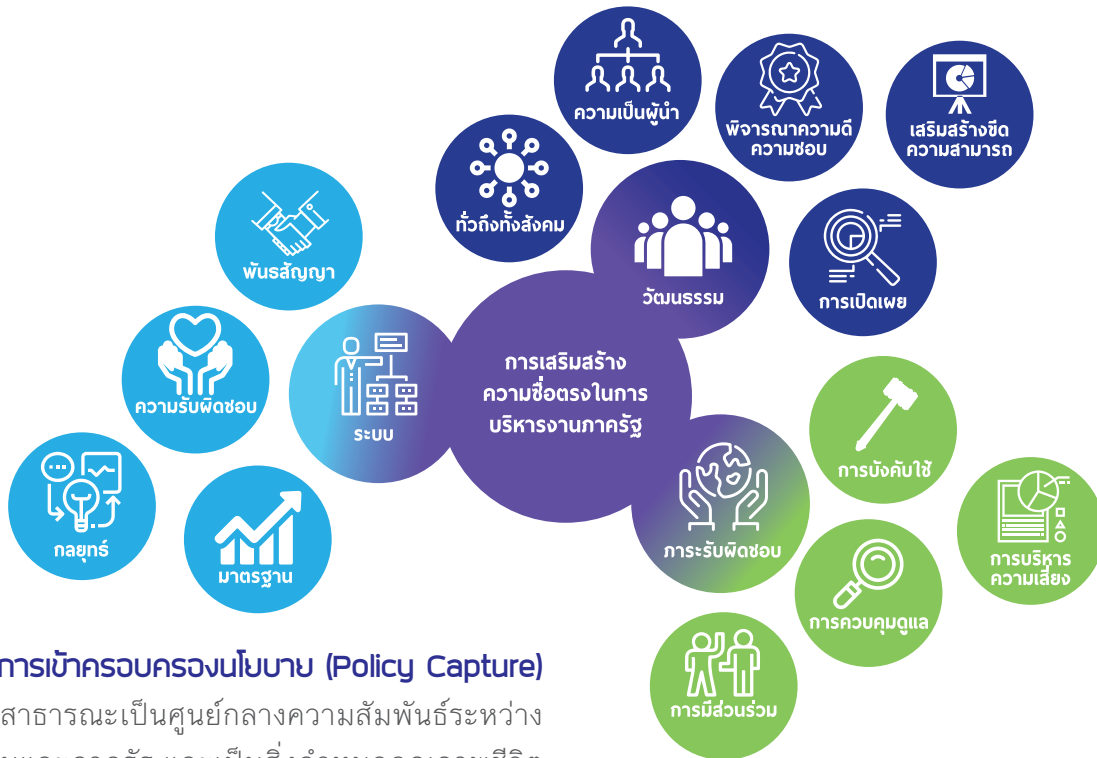 ความเป็นผู้นำ
พิจารณาความดี
ความชอบ
เสริมสร้างขีด
ความสามารถ
ทั่วถึงทั้งสังคม
วัฒนธรรม
การเปิดเผย
พันธสัญญา
ความรับผิดชอบ
ระบบ
กลยุทธ์
มาตรฐาน
การเสริมสร้าง
ความซื่อตรงในการ
บริหารงานภาครัฐ
ภาระรับผิดชอบ
การบังคับใช้
การบริหาร
ความเสี่ยง
การควบคุมดูแล
การมีส่วนร่วม
การเข้าครอบครองนโยบาย (Policy Capture)
สาธารณะเป็นศูนย์กลางความสัมพันธ์ระหว่าง